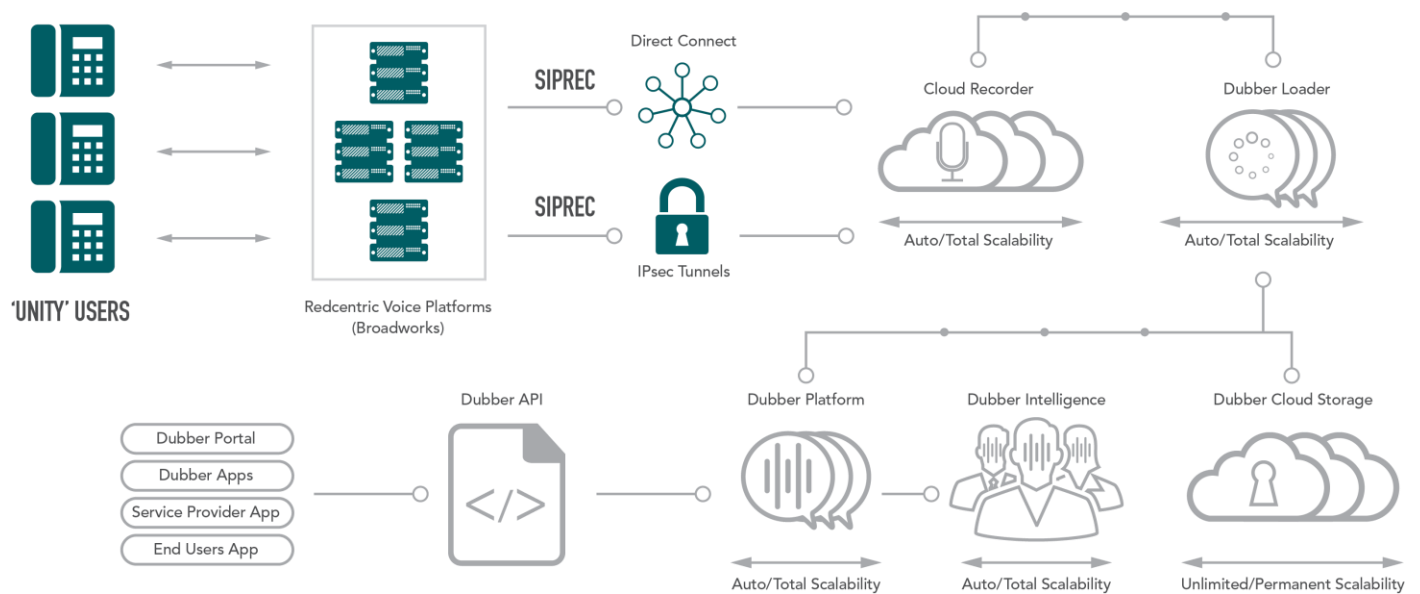 Direct Connect
SIPREC
Cloud Recorder
Dubber Loader
SIPREC
IPsec Tunnels
Auto/Total Scalability
Auto/Total Scalability
‘UNITY’ USERS
Redcentric Voice Platforms
(Broadworks)
Dubber API
Dubber Platform
Dubber Intelligence
Dubber Cloud Storage
Dubber Portal
Dubber Apps
Service Provider App
End Users App
</>
Auto/Total Scalability
Auto/Total Scalability
Unlimited/Permanent Scalability